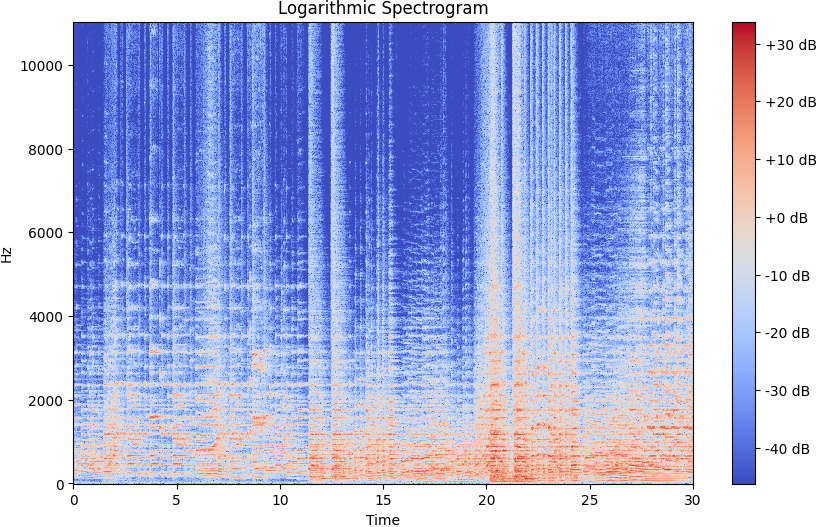 Logarithmic Spectrogram
Hz
10000
8000
6000
4000
2000
0
0 5 10 15 20 25 30
Time
+30 dB
+20 dB
+10 dB
+0 dB
-10 dB
-20 dB
-30 dB
-40 dB